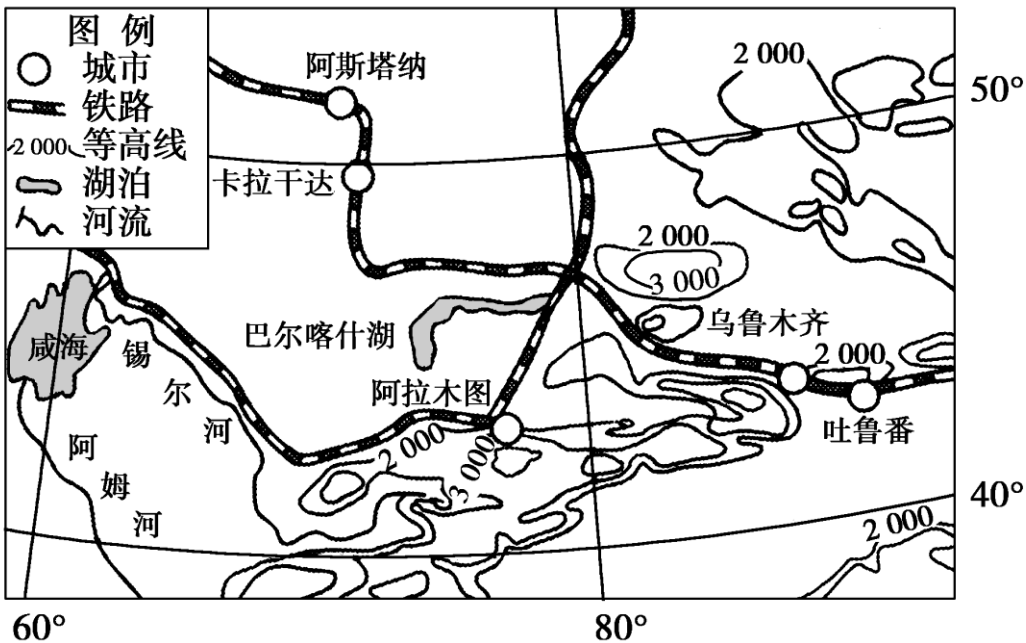 图 例
城市
铁路
2 000 等高线
湖泊
河流
阿斯塔纳
2 000
50°
卡拉干达
2 000
3 000
巴尔喀什湖
乌鲁木齐
咸海
锡
尔
河
2 000
阿拉木图
吐鲁番
2 000
3 000
阿
姆
河
40°
2 000
60°
80°